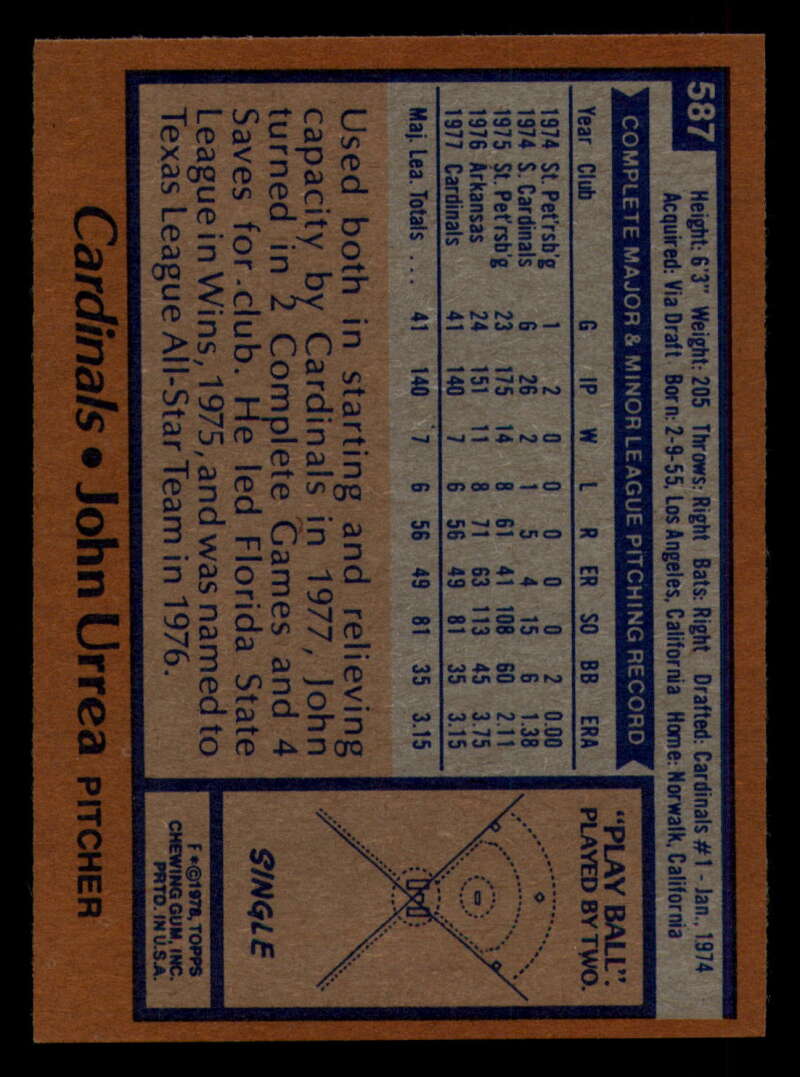 587
Height: 6'3" Weight: 205 Throws: Right Bats: Right Drafted: Cardinals #1 - Jan., 1974
Acquired: Via Draft Born: 2-9-55, Los Angeles, California Home: Norwalk, California
COMPLETE MAJOR & MINOR LEAGUE PITCHING RECORD
Year Club G IP W L R ER SO BB ERA
1974 St. Pet'rsb'g 1 2 0 0 0 0 0 2 0.00
1974 S. Cardinals 6 26 2 1 5 4 15 6 1.38
1975 St. Pet'rsb'g 23 175 14 8 61 41 108 60 2.11
1976 Arkansas 24 151 11 8 71 63 113 45 3.75
1977 Cardinals 41 140 7 6 56 49 81 35 3.15
Maj. Lea. Totals .... 41 140 7 6 56 49 81 35 3.15
Used both in starting and relieving
capacity by Cardinals in 1977, John
turned in 2 Complete Games and 4
Saves for club. He led Florida State
League in Wins, 1975, and was named to
Texas League All-Star Team in 1976.
"PLAY BALL".
PLAYED BY TWO.
SINGLE
F*©1978, TOPPS
CHEWING GUM, INC.
PRTD. IN U.S.A.
Cardinals • John Urrea PITCHER